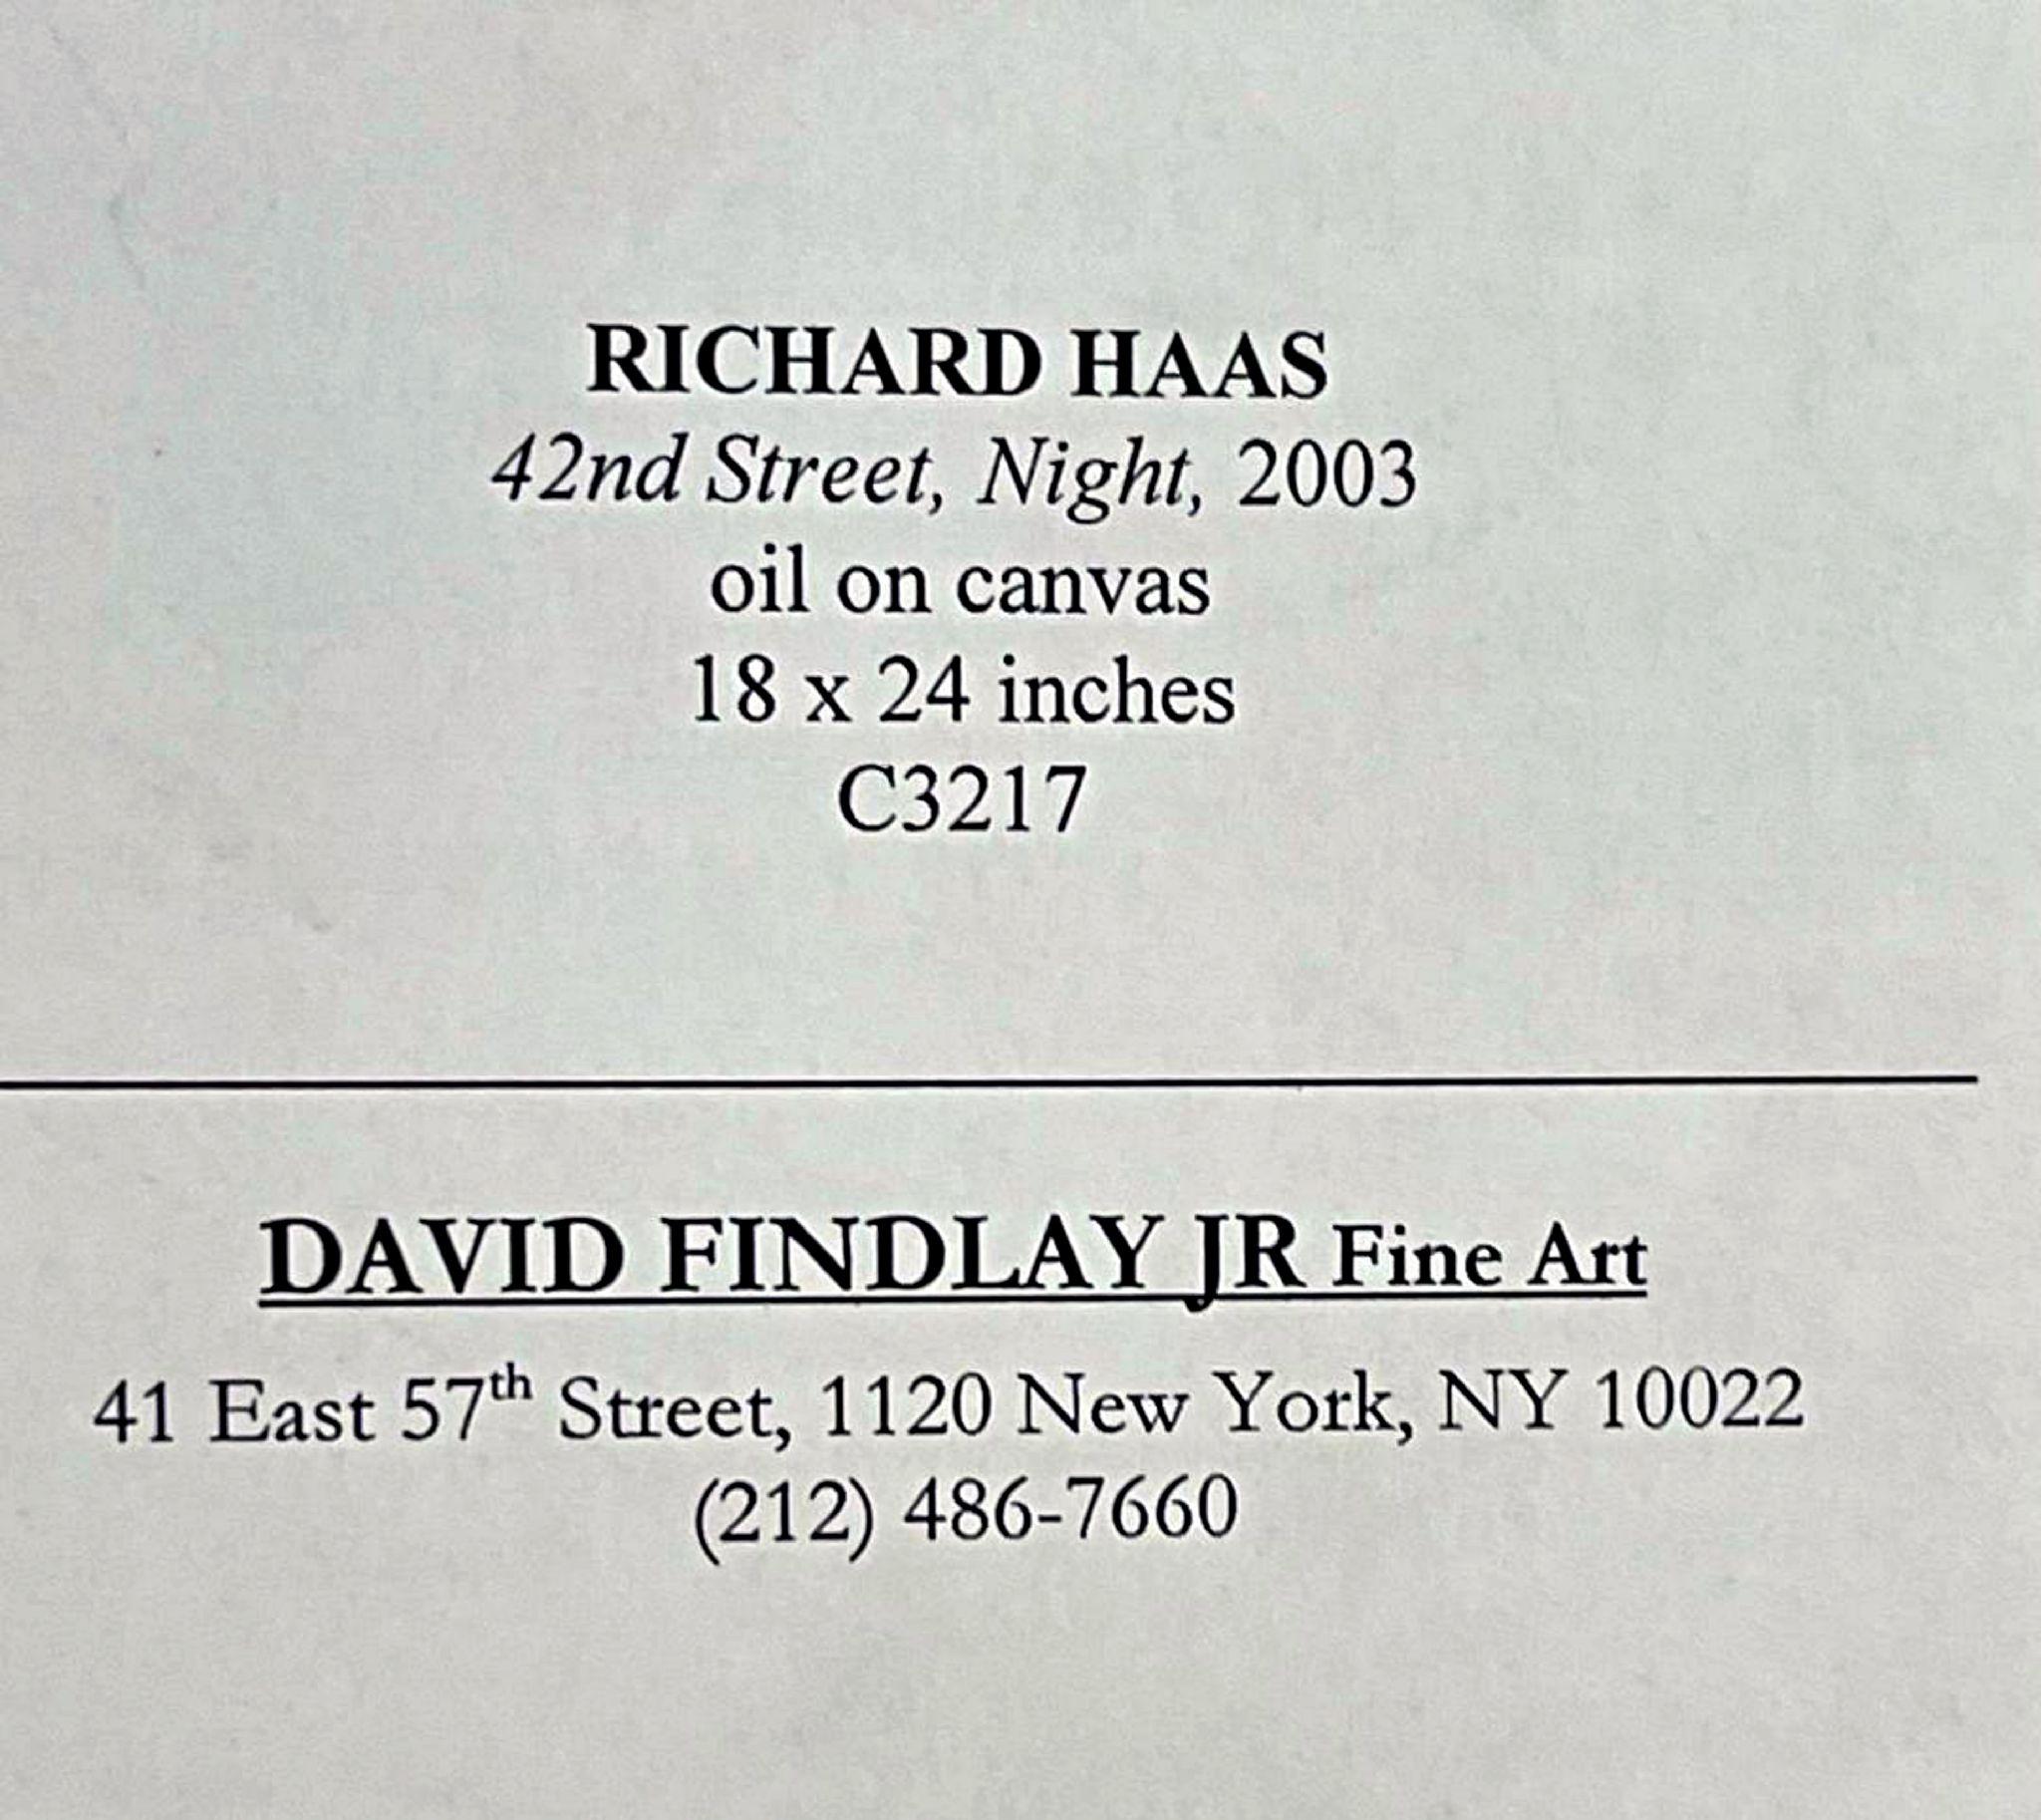 RICHARD HAAS
42nd Street, Night, 2003
oil on canvas
18 x 24 inches
C3217
DAVID FINDLAY JR Fine Art
41 East 57th Street, 1120 New York, NY 10022
(212) 486-7660